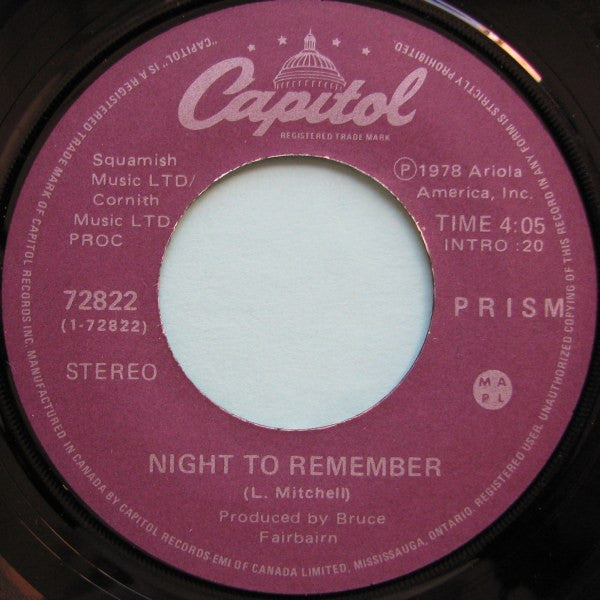 "CAPITOL" IS A REGISTERED TRADE MARK OF CAPITOL RECORDS INC. MANUFACTURED IN CANADA BY CAPITOL RECORDS-EMI OF CANADA LIMITED, MISSISSAUGA, ONTARIO. REGISTERED USER. UNAUTHORIZED COPYING OF THIS RECORD IN ANY FORM IS STRICTLY PROHIBITED.
Capitol
REGISTERED TRADE MARK
Squamish
Music LTD/
Cornith
Music LTD
PROC
Ⓟ1978 Ariola
America, Inc.
TIME 4:05
INTRO :20
72822
(1-72822)
PRISM
STEREO
M A
P L
NIGHT TO REMEMBER
(L. Mitchell)
Produced by Bruce
Fairbairn